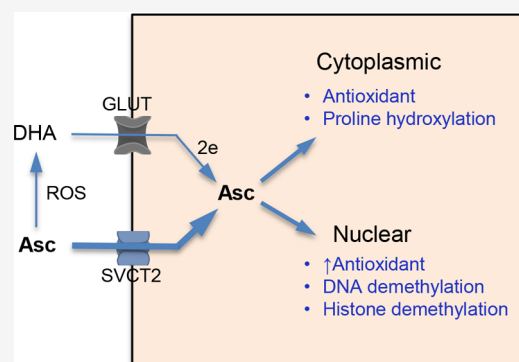 Cytoplasmic
• Antioxidant
• Proline hydroxylation
GLUT
DHA
2e
ROS
Asc
Asc
SVCT2
Nuclear
• ↑Antioxidant
• DNA demethylation
• Histone demethylation